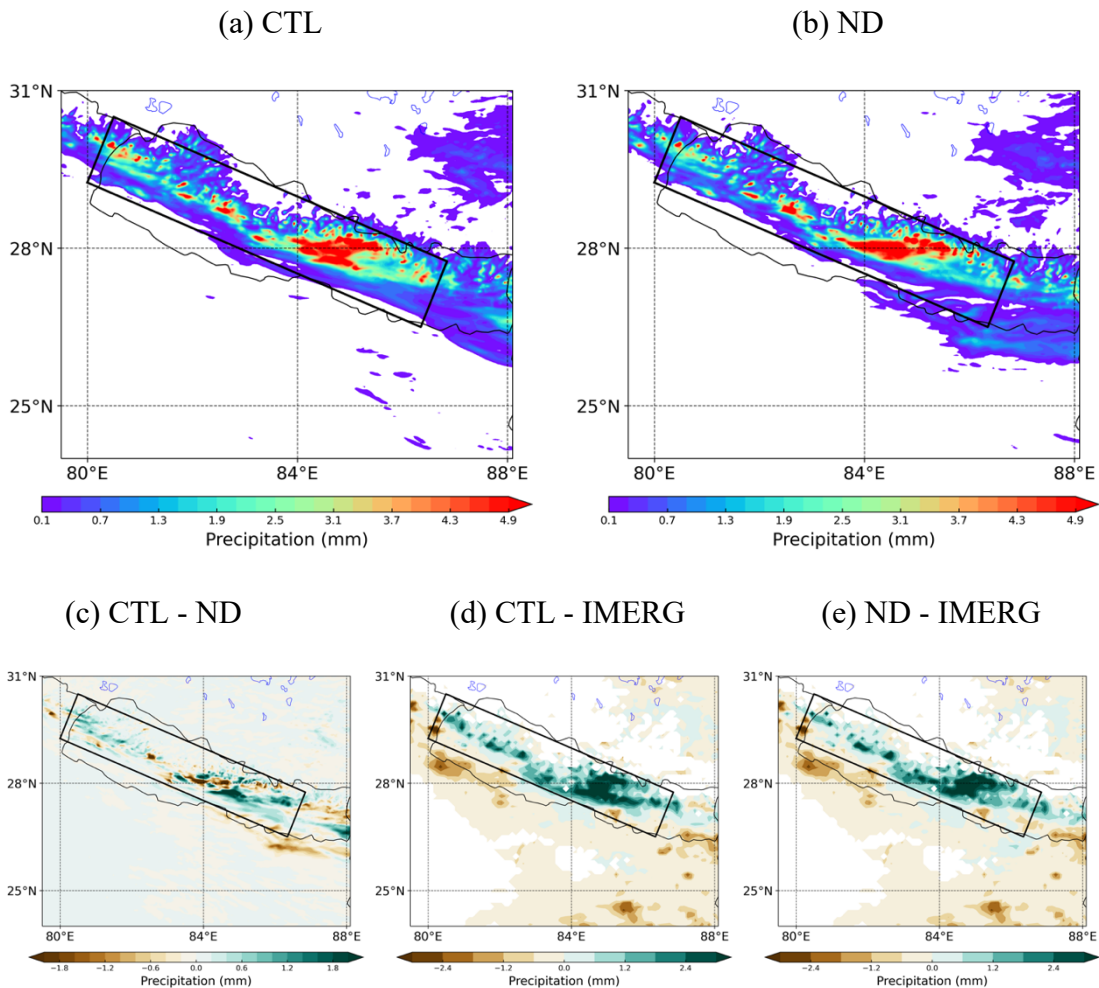 (a) CTL
(b) ND
31°N
28°N
25°N
80°E 84°E 88°E
0.1 0.7 1.3 1.9 2.5 3.1 3.7 4.3 4.9
Precipitation (mm)
31°N
28°N
25°N
80°E 84°E 88°E
0.1 0.7 1.3 1.9 2.5 3.1 3.7 4.3 4.9
Precipitation (mm)
(c) CTL - ND
(d) CTL - IMERG
(e) ND - IMERG
31°N
28°N
25°N
80°E 84°E 88°E
−1.8 −1.2 −0.6 0.0 0.6 1.2 1.8
Precipitation (mm)
31°N
28°N
25°N
80°E 84°E 88°E
−2.4 −1.2 0.0 1.2 2.4
Precipitation (mm)
31°N
28°N
25°N
80°E 84°E 88°E
−2.4 −1.2 0.0 1.2 2.4
Precipitation (mm)